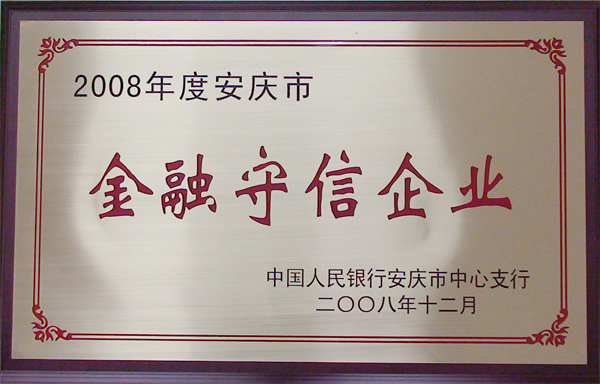 2008年度安庆市
金融守信企业
中国人民银行安庆市中心支行
二〇〇八年十二月